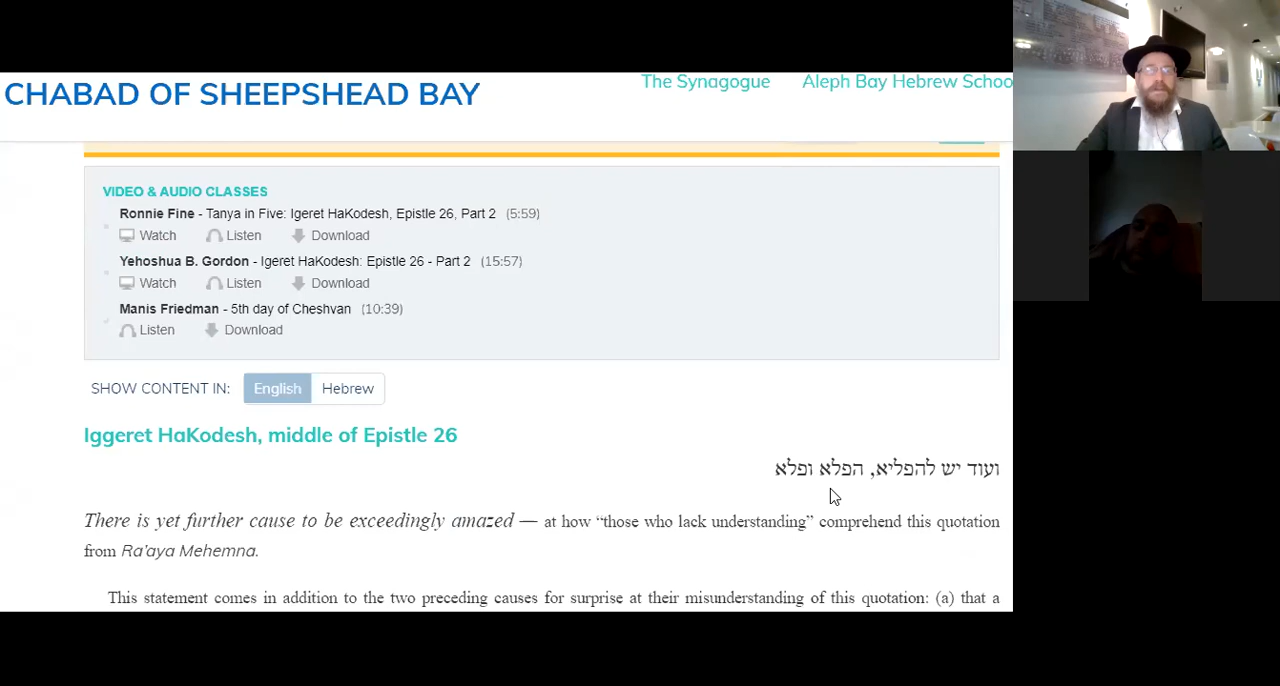 CHABAD OF SHEEPSHEAD BAY
The Synagogue Aleph Bay Hebrew Schoo
VIDEO & AUDIO CLASSES
Ronnie Fine - Tanya in Five: Igeret HaKodesh, Epistle 26, Part 2 (5:59)
Watch Listen Download
Yehoshua B. Gordon - Igeret HaKodesh: Epistle 26 - Part 2 (15:57)
Watch Listen Download
Manis Friedman - 5th day of Cheshvan (10:39)
Listen Download
SHOW CONTENT IN: English Hebrew
Iggeret HaKodesh, middle of Epistle 26
ועוד יש להפליא, הפלא ופלא
There is yet further cause to be exceedingly amazed — at how “those who lack understanding” comprehend this quotation
from Ra’aya Mehemna.
This statement comes in addition to the two preceding causes for surprise at their misunderstanding of this quotation: (a) that a